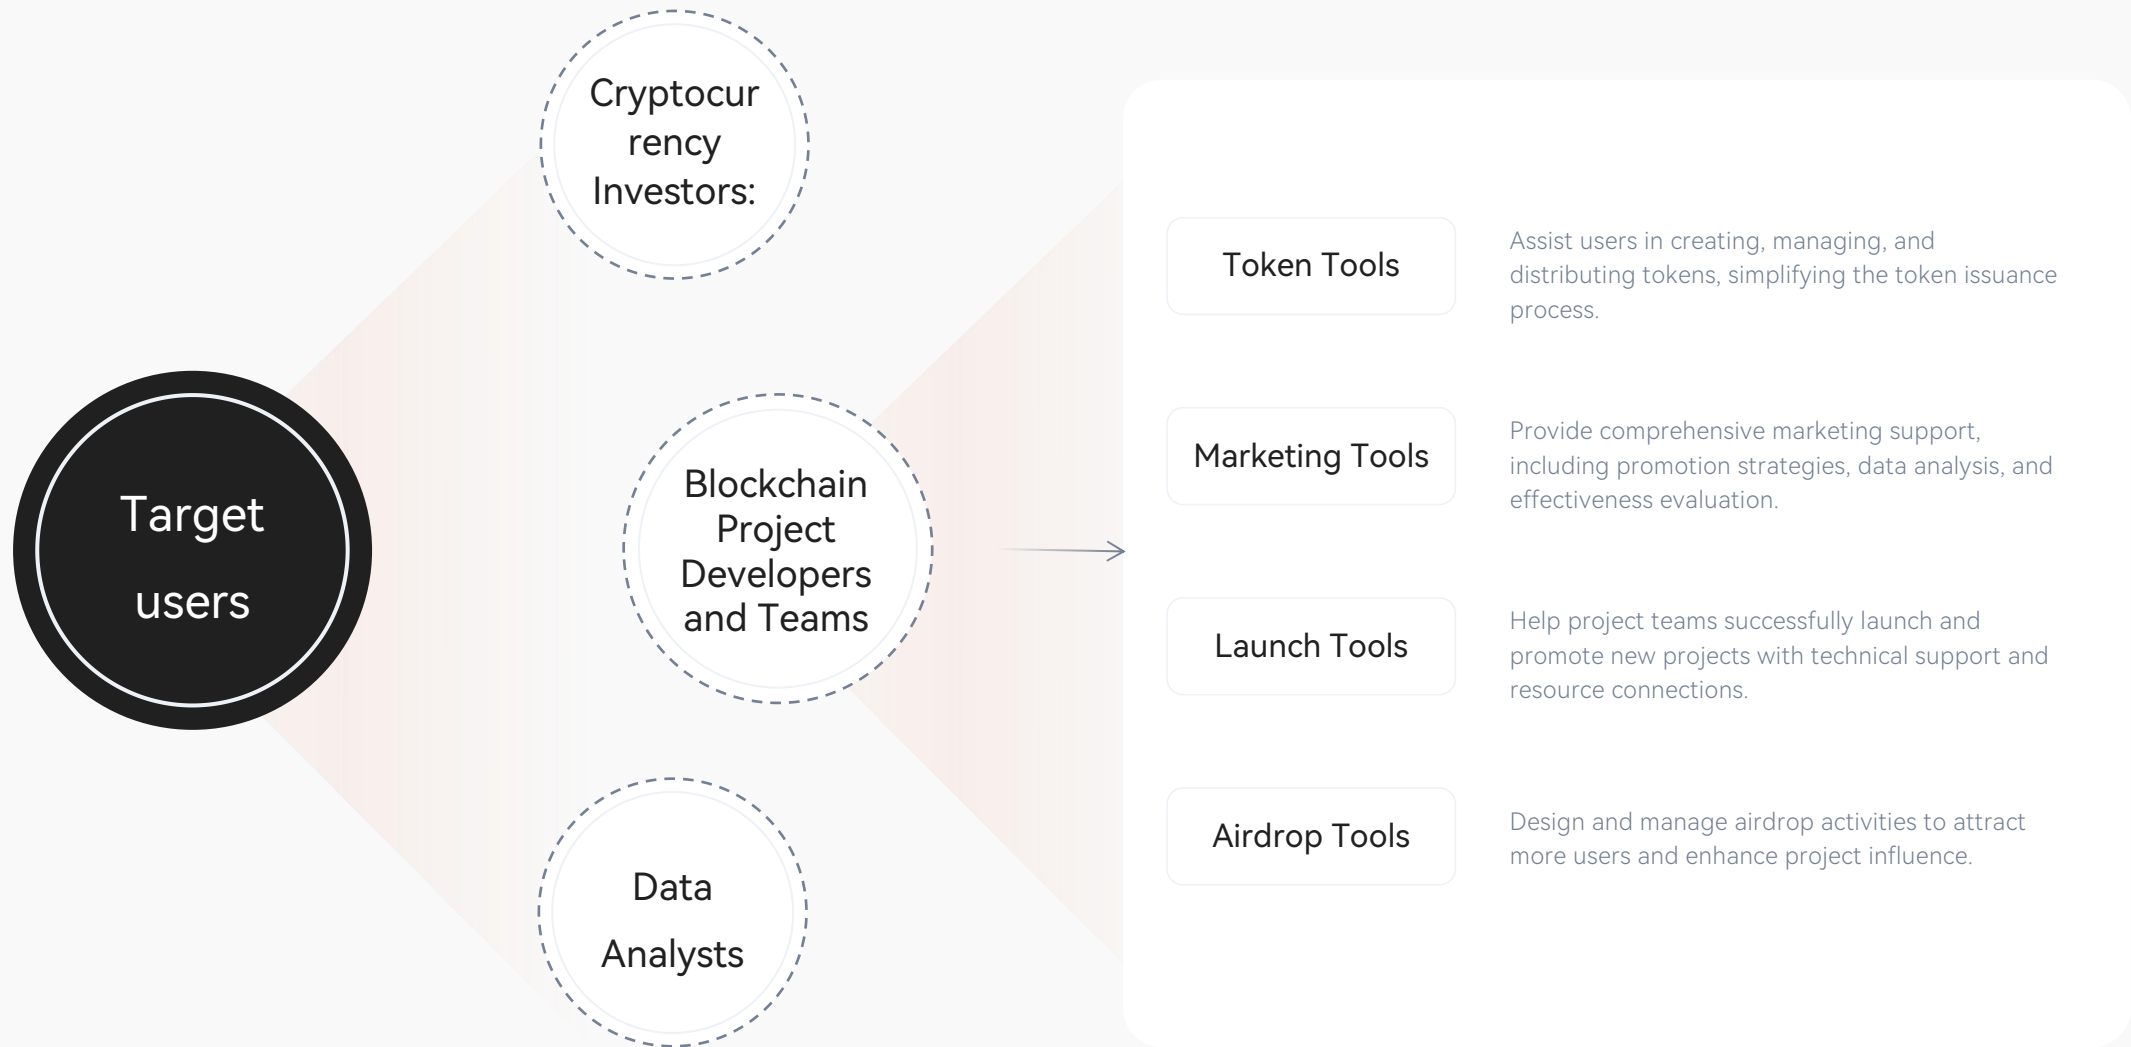 Target
users
Cryptocur
rency
Investors:
Blockchain
Project
Developers
and Teams
Data
Analysts
Token Tools
Assist users in creating, managing, and
distributing tokens, simplifying the token issuance
process.
Marketing Tools
Provide comprehensive marketing support,
including promotion strategies, data analysis, and
effectiveness evaluation.
Launch Tools
Help project teams successfully launch and
promote new projects with technical support and
resource connections.
Airdrop Tools
Design and manage airdrop activities to attract
more users and enhance project influence.